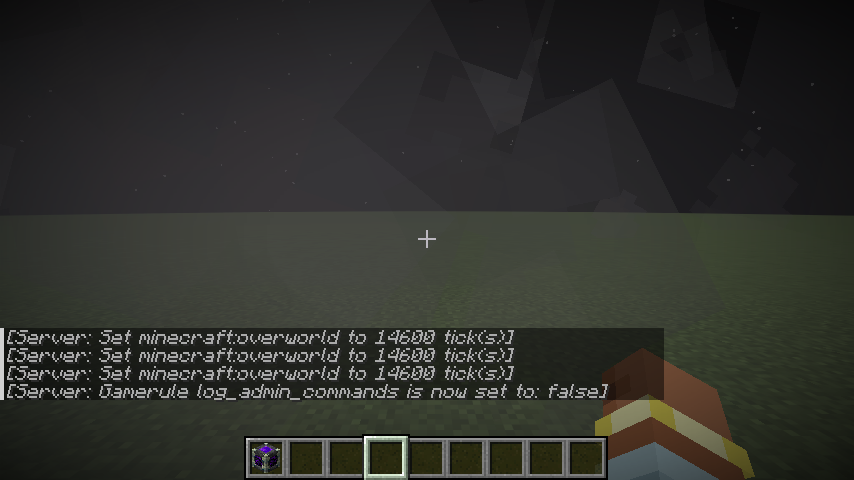 [Server: Set minecraft:overworld to 14600 tick(s)]
[Server: Set minecraft:overworld to 14600 tick(s)]
[Server: Set minecraft:overworld to 14600 tick(s)]
[Server: Gamerule log_admin_commands is now set to: false]